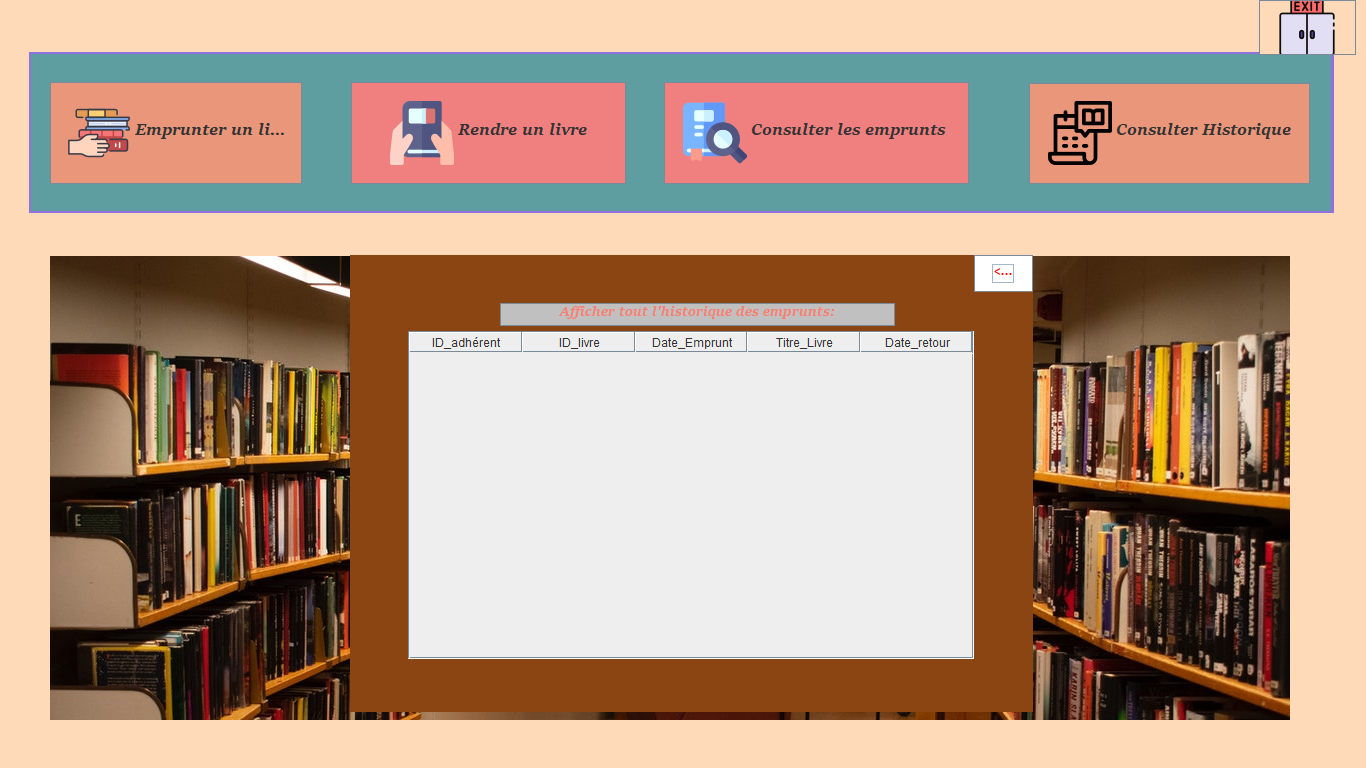 EXIT
Emprunter un li...
Rendre un livre
Consulter les emprunts
Consulter Historique
<...
Afficher tout l'historique des emprunts:
ID_adhérent ID_livre Date_Emprunt Titre_Livre Date_retour